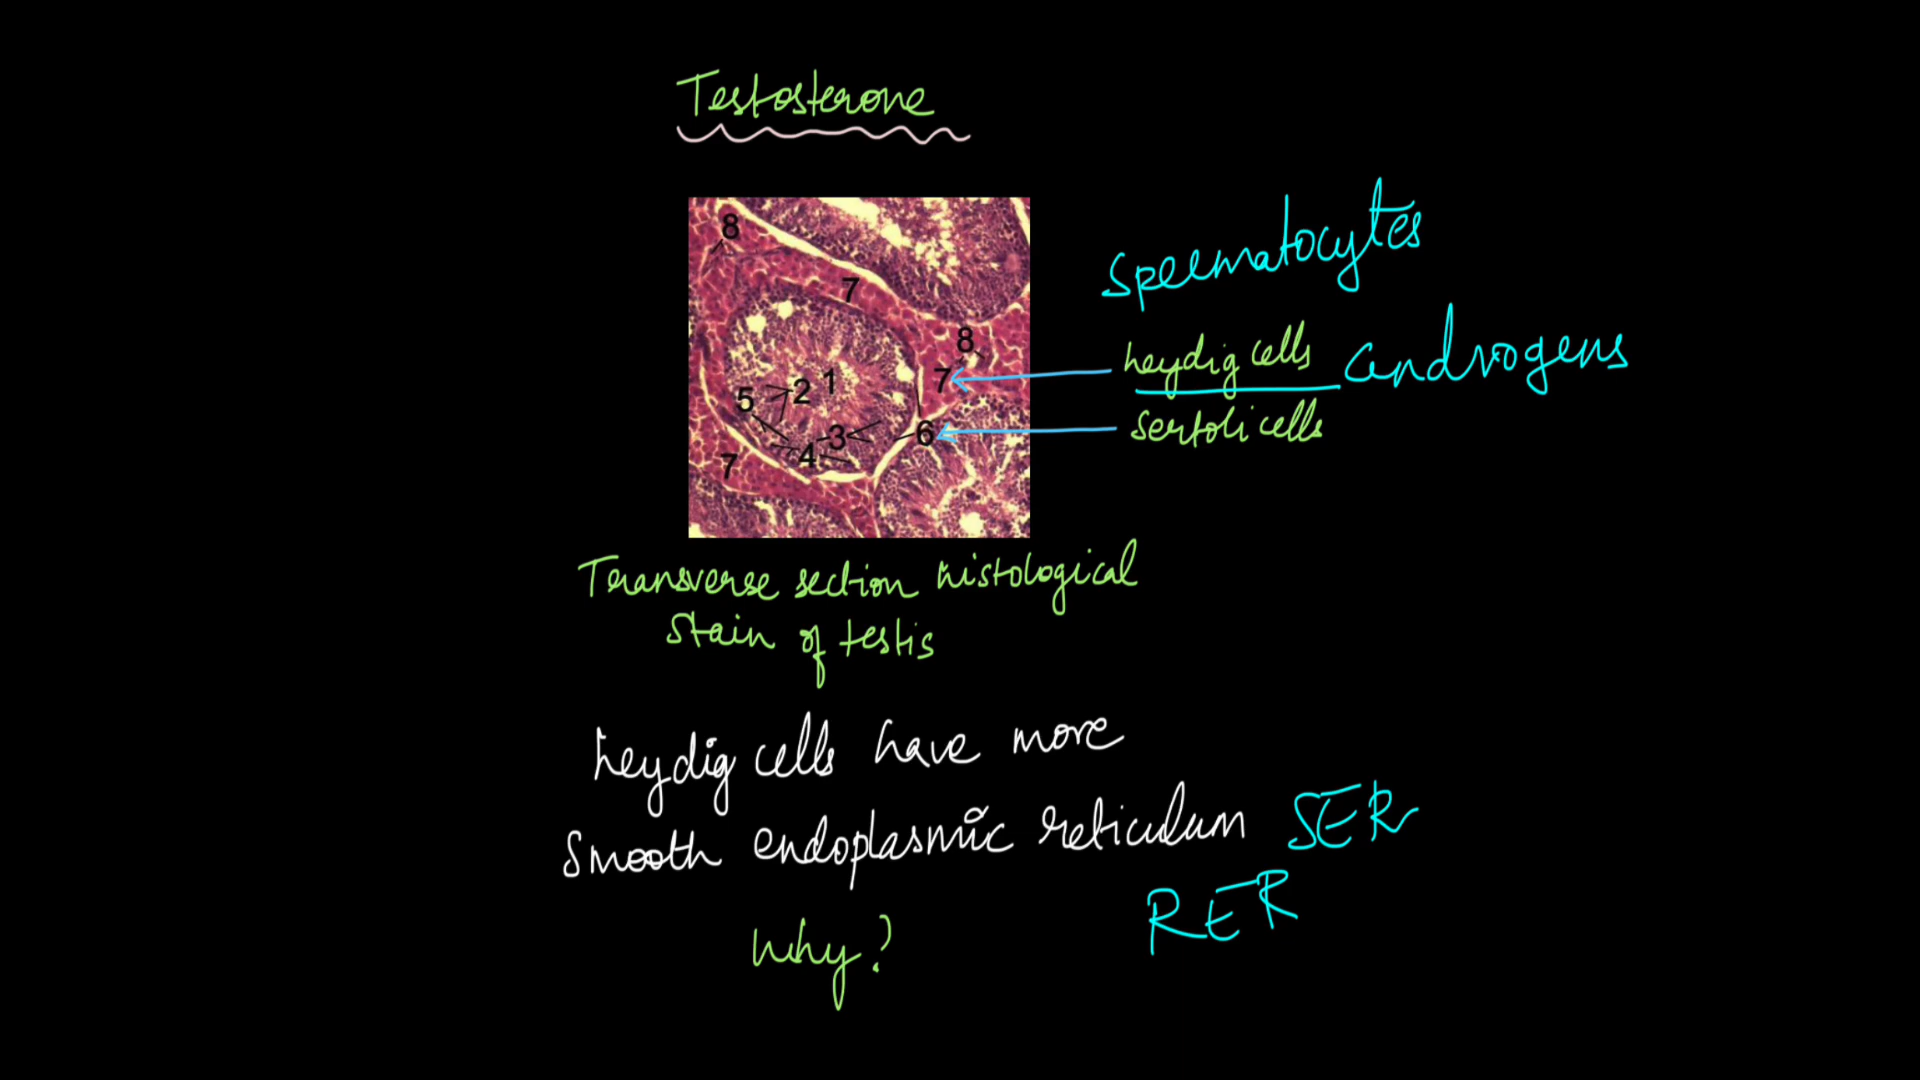 Testosterone
8
7
8
7
1
2
5
3
6
4
7
Spermatocytes
leydig cells androgens
sertoli cells
Transverse section histological
stain of testis
leydig cells have more
Smooth endoplasmic reticulum SER
RER
Why?